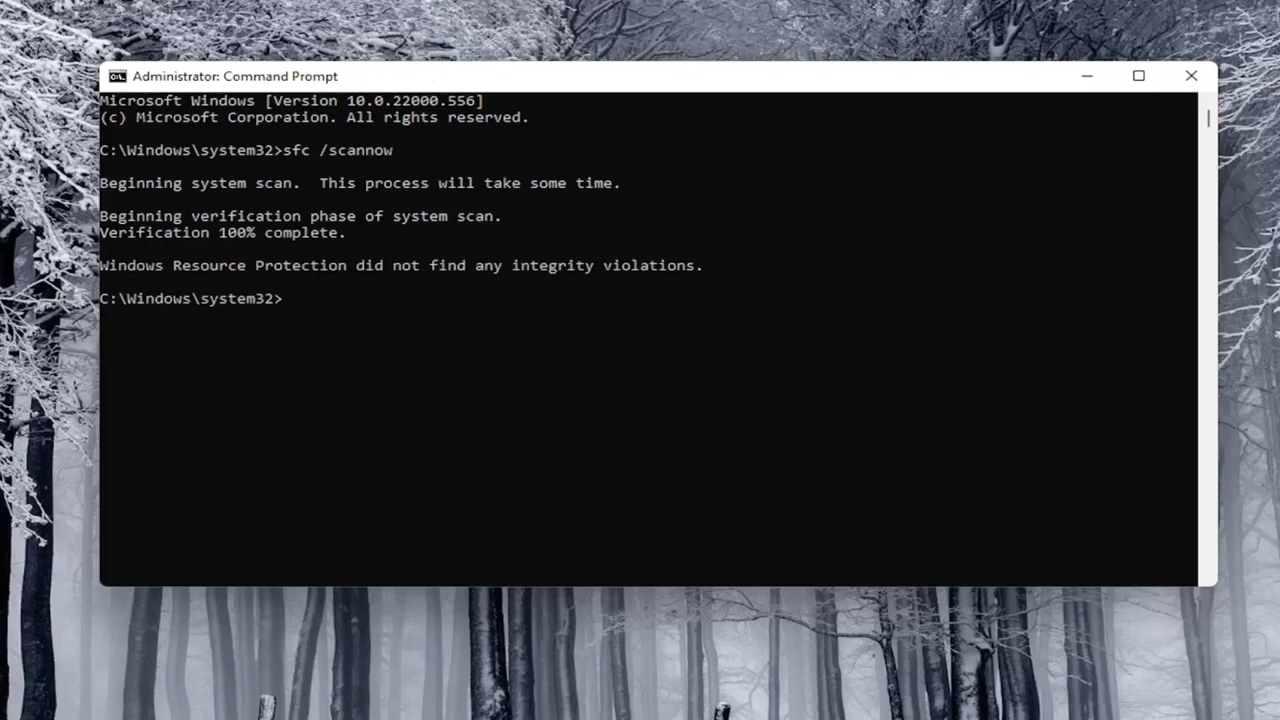 Administrator: Command Prompt
Microsoft Windows [Version 10.0.22000.556]
(c) Microsoft Corporation. All rights reserved.
C:\Windows\system32>sfc /scannow
Beginning system scan.  This process will take some time.
Beginning verification phase of system scan.
Verification 100% complete.
Windows Resource Protection did not find any integrity violations.
C:\Windows\system32>